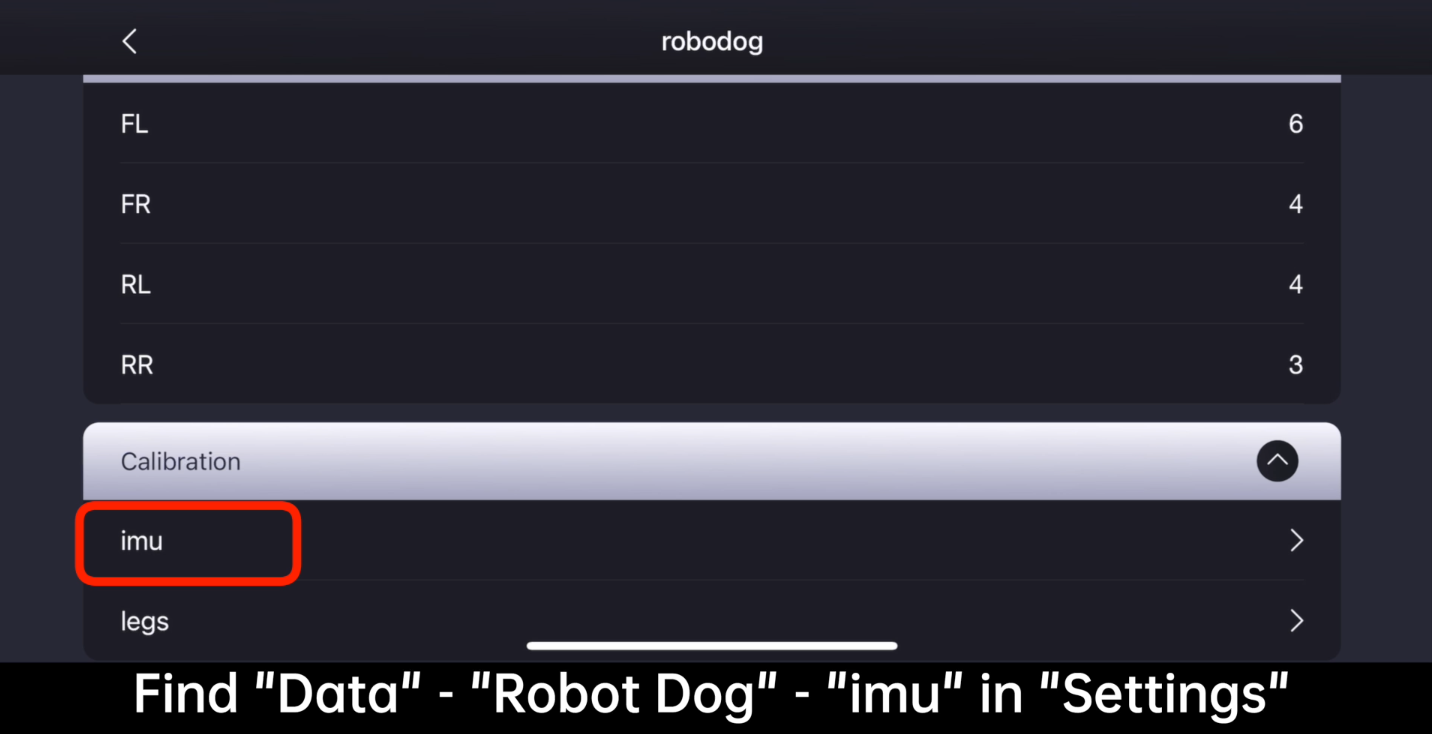 robodog
FL 6
FR 4
RL 4
RR 3
Calibration
imu
legs
Find "Data" - "Robot Dog" - "imu" in "Settings"